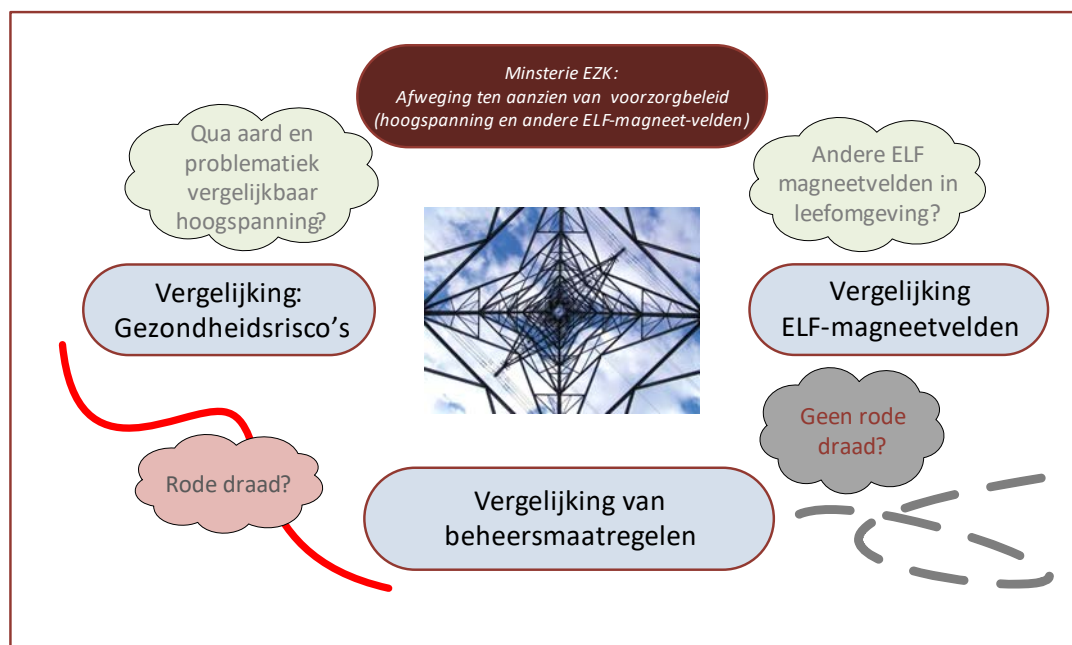 Minsterie EZK:
Afweging ten aanzien van voorzorgbeleid
(hoogspanning en andere ELF-magneet-velden)
Qua aard en
problematiek
vergelijkbaar
hoogspanning?
Andere ELF
magneetvelden in
leefomgeving?
Vergelijking:
Gezondheidsrisco's
Vergelijking
ELF-magneetvelden
Rode draad?
Geen rode
draad?
Vergelijking van
beheersmaatregelen